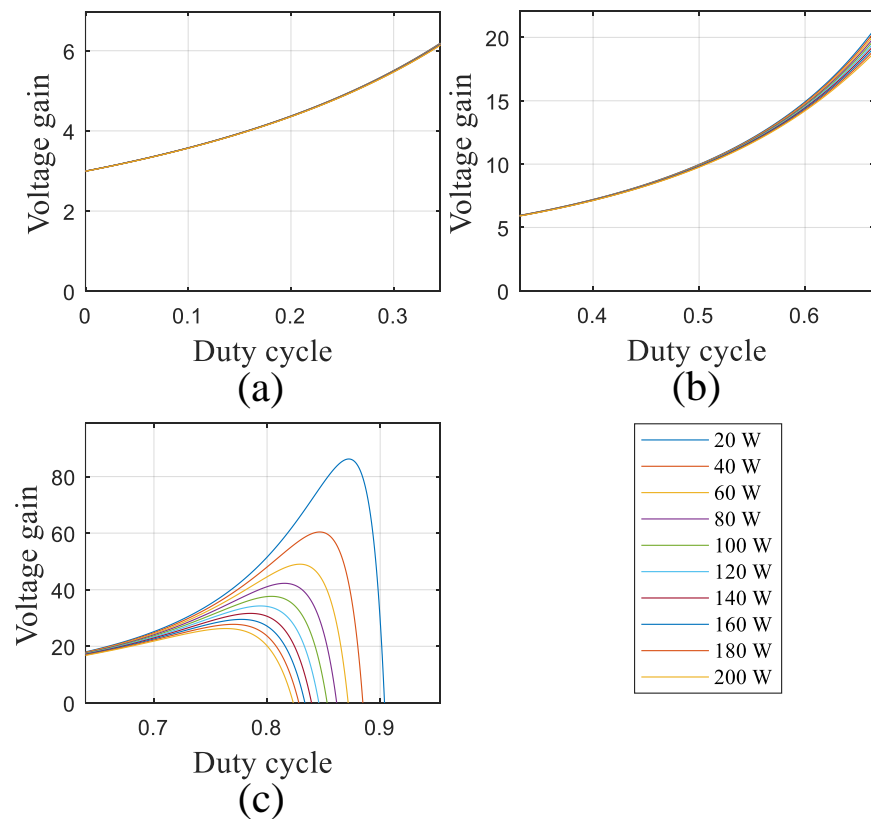 6
4
2
0
Voltage gain
0
0.1
0.2
0.3
Duty cycle
(a)
20
15
10
5
0
Voltage gain
0.4
0.5
0.6
Duty cycle
(b)
80
60
40
20
0
Voltage gain
0.7
0.8
0.9
Duty cycle
(c)
20 W
40 W
60 W
80 W
100 W
120 W
140 W
160 W
180 W
200 W